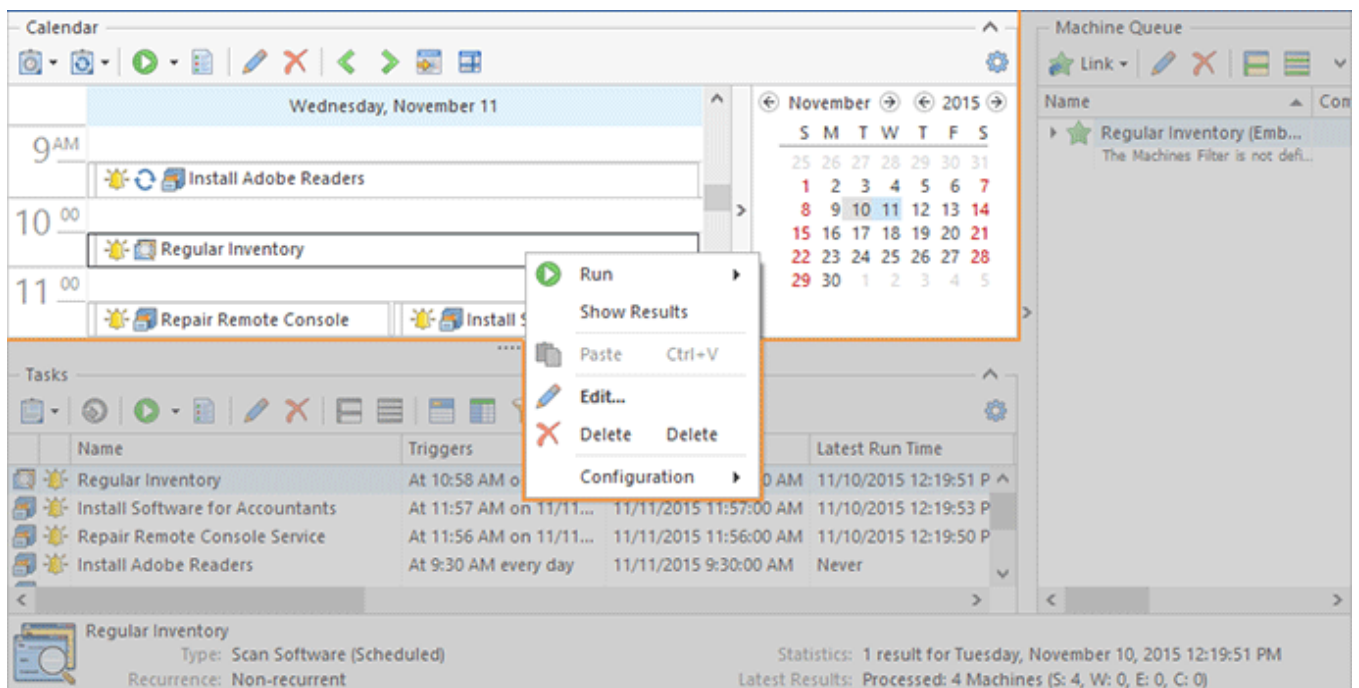 Calendar
Wednesday, November 11
9 AM
Install Adobe Readers
10 00
Regular Inventory
11 00
Repair Remote Console
Install S
November 2015
S M T W T F S
25 26 27 28 29 30 31
1 2 3 4 5 6 7
8 9 10 11 12 13 14
15 16 17 18 19 20 21
22 23 24 25 26 27 28
29 30 1 2 3 4 5
Run
Show Results
Paste Ctrl+V
Edit...
Delete Delete
Configuration
Machine Queue
Link
Name Com
Regular Inventory (Emb...
The Machines Filter is not defi...
Tasks
Name Triggers Latest Run Time
Regular Inventory At 10:58 AM o 0 AM 11/10/2015 12:19:51 P
Install Software for Accountants At 11:57 AM on 11/11... 11/11/2015 11:57:00 AM 11/10/2015 12:19:53 P
Repair Remote Console Service At 11:56 AM on 11/11... 11/11/2015 11:56:00 AM 11/10/2015 12:19:50 P
Install Adobe Readers At 9:30 AM every day 11/11/2015 9:30:00 AM Never
Regular Inventory
Type: Scan Software (Scheduled)
Recurrence: Non-recurrent
Statistics: 1 result for Tuesday, November 10, 2015 12:19:51 PM
Latest Results: Processed: 4 Machines (S: 4, W: 0, E: 0, C: 0)